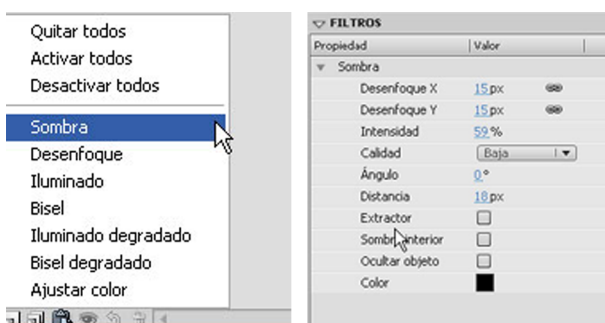 Quitar todos
Activar todos
Desactivar todos
Sombra
Desenfoque
Iluminado
Bisel
Iluminado degradado
Bisel degradado
Ajustar color
FILTROS
Propiedad Valor
Sombra
Desenfoque X 15 px
Desenfoque Y 15 px
Intensidad 59 %
Calidad Baja
Ángulo 0 °
Distancia 18 px
Extractor
Sombra interior
Ocultar objeto
Color